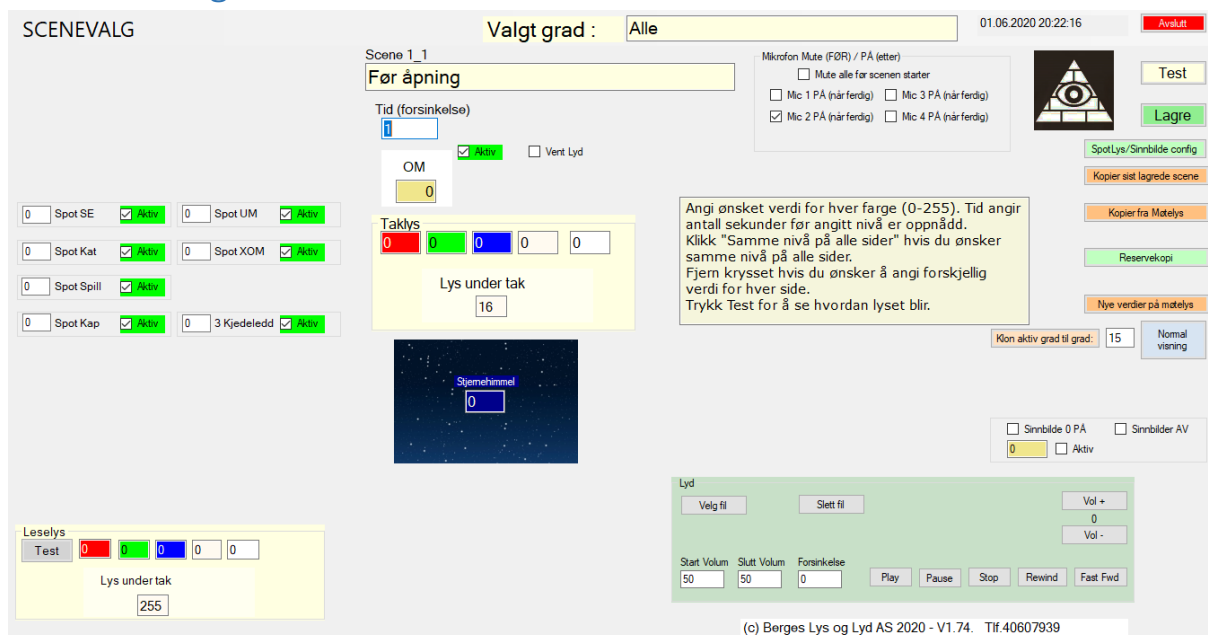 SCENEVALG
Valgt grad :
Alle
01.06.2020 20:22:16
Avslutt
Scene 1_1
Før åpning
Tid (forsinkelse)
1
Aktiv
Vent Lyd
OM
0
Mikrofon Mute (FØR) / PÅ (etter)
Mute alle før scenen starter
Mic 1 PÅ (når ferdig)
Mic 3 PÅ (når ferdig)
Mic 2 PÅ (når ferdig)
Mic 4 PÅ (når ferdig)
Test
Lagre
SpotLys/Sinnbilde config
Kopier sist lagrede scene
Kopier fra Møtelys
Reservekopi
Nye verdier på møtelys
Klon aktiv grad til grad:
15
Normal
visning
0 Spot SE Aktiv
0 Spot UM Aktiv
0 Spot Kat Aktiv
0 Spot XOM Aktiv
0 Spot Spill Aktiv
0 Spot Kap Aktiv
0 3 Kjedeledd Aktiv
Taklys
0 0 0 0 0
Lys under tak
16
Angi ønsket verdi for hver farge (0-255). Tid angir
antall sekunder før angitt nivå er oppnådd.
Klikk "Samme nivå på alle sider" hvis du ønsker
samme nivå på alle sider.
Fjern krysset hvis du ønsker å angi forskjellig
verdi for hver side.
Trykk Test for å se hvordan lyset blir.
Stjernehimmel
0
Sinnbilde 0 PÅ
Sinnbilder AV
0
Aktiv
Lyd
Velg fil
Slett fil
Vol +
0
Vol -
Start Volum
Slutt Volum
Forsinkelse
50
50
0
Play
Pause
Stop
Rewind
Fast Fwd
Leselys
Test
0 0 0 0 0
Lys under tak
255
(c) Berges Lys og Lyd AS 2020 - V1.74. Tlf.40607939